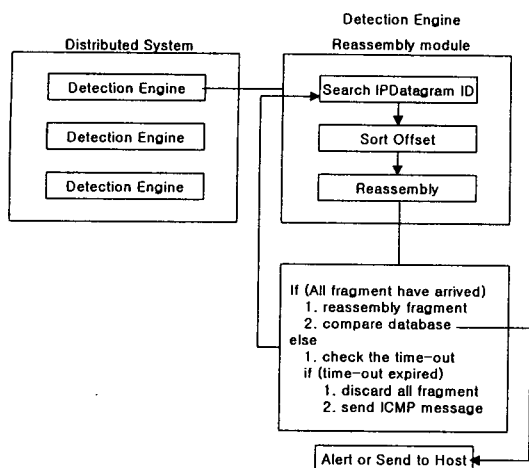 Detection Engine
Distributed System
Reassembly module
Detection Engine
Detection Engine
Detection Engine
Search IPDatagram ID
Sort Offset
Reassembly
If (All fragment have arrived)
1. reassembly fragment
2. compare database
else
1. check the time-out
if (time-out expired)
1. discard all fragment
2. send ICMP message
Alert or Send to Host